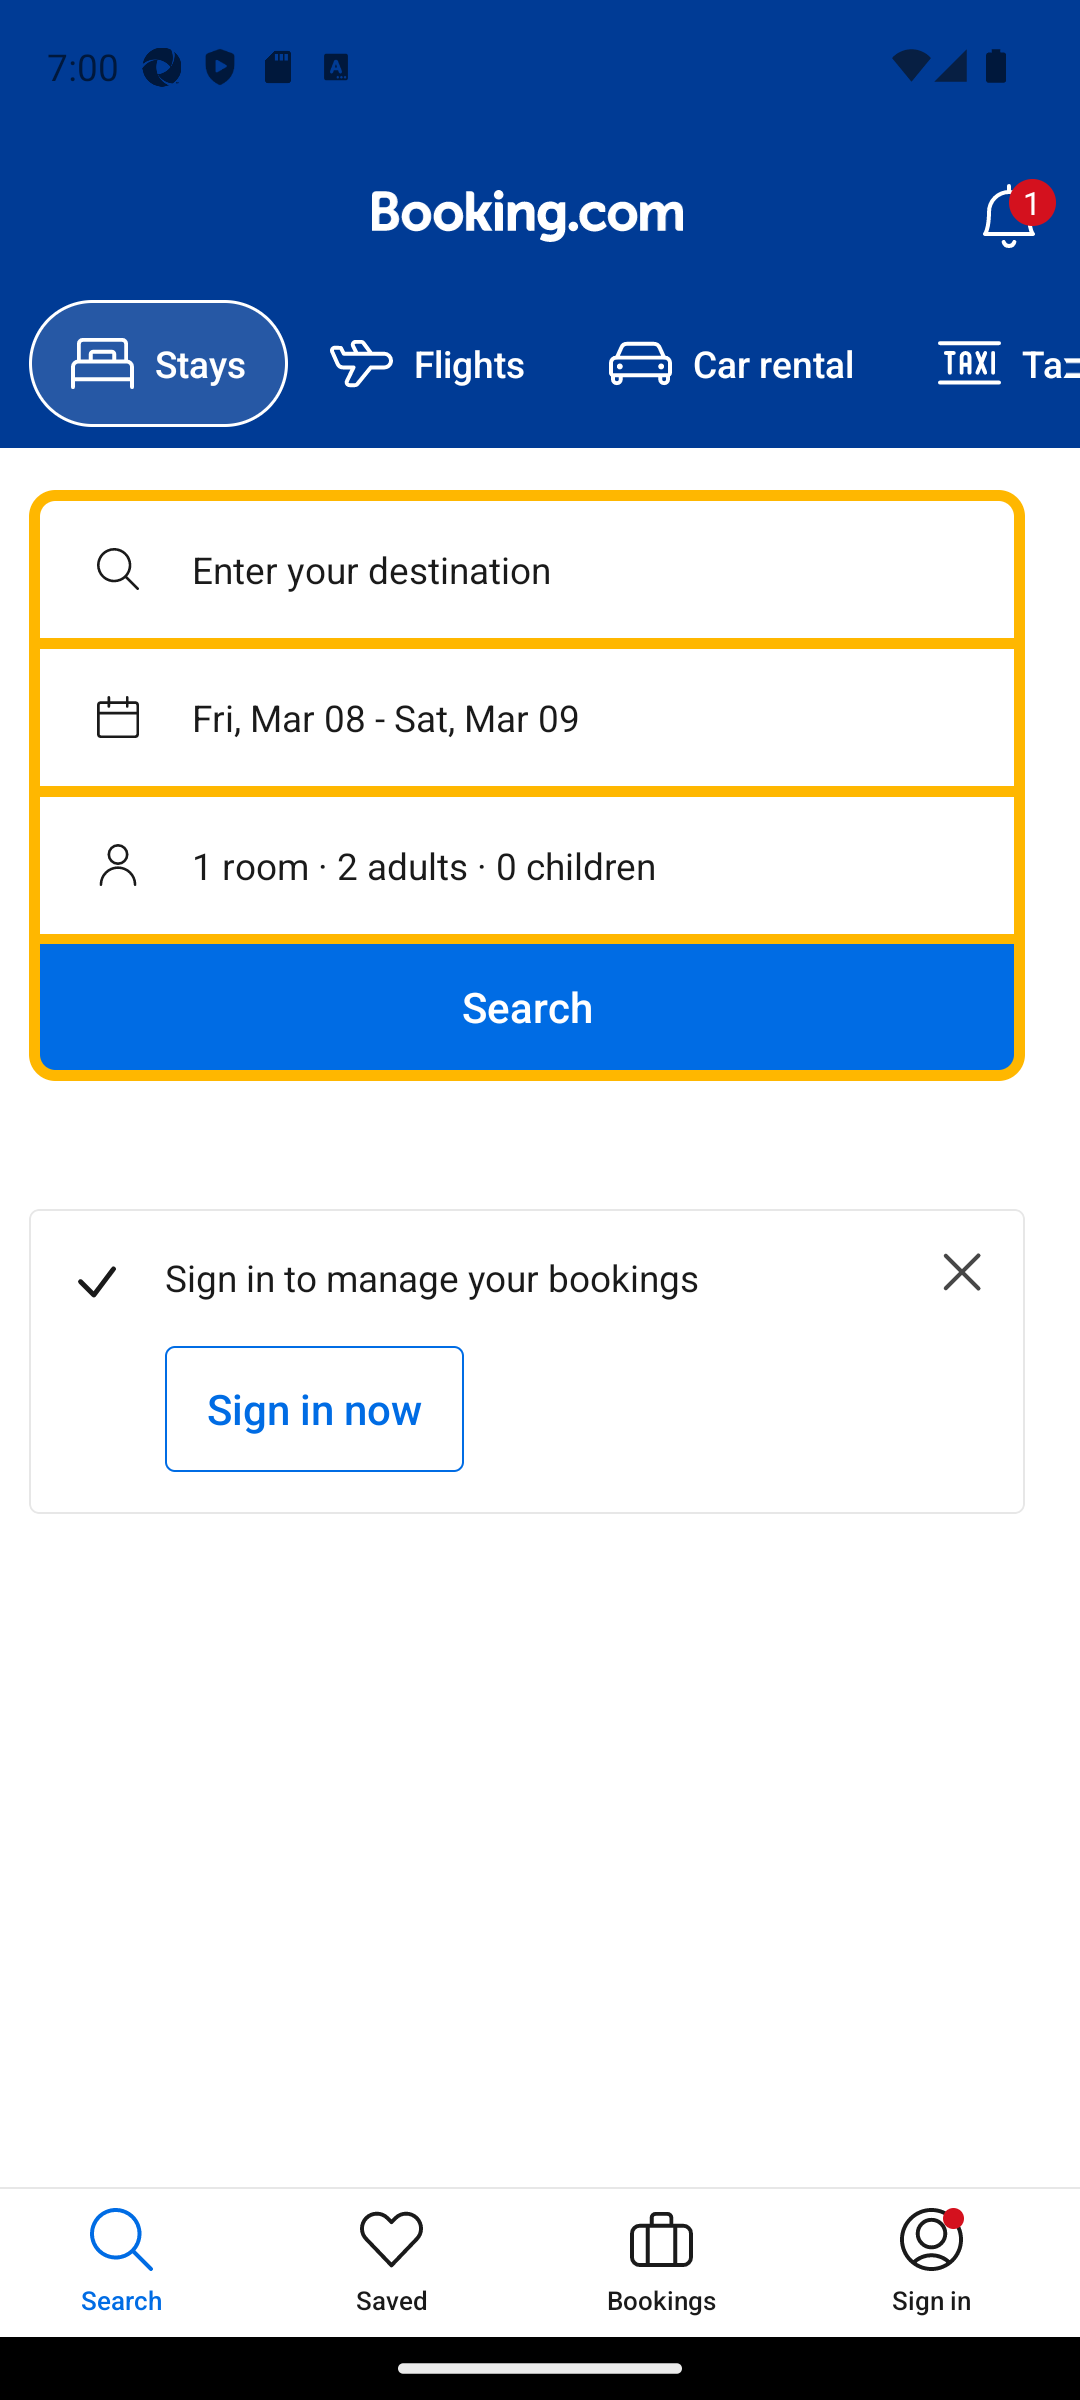 7:00
Booking.com
1
Stays
Flights
Car rental
TAXI
Enter your destination
Fri, Mar 08 - Sat, Mar 09
1 room · 2 adults · 0 children
Search
Sign in to manage your bookings
Sign in now
Search
Saved
Bookings
Sign in